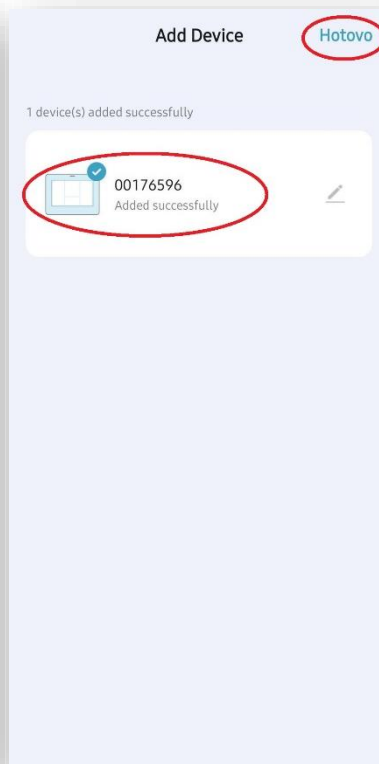 Add Device
Hotovo
1 device(s) added successfully
00176596
Added successfully